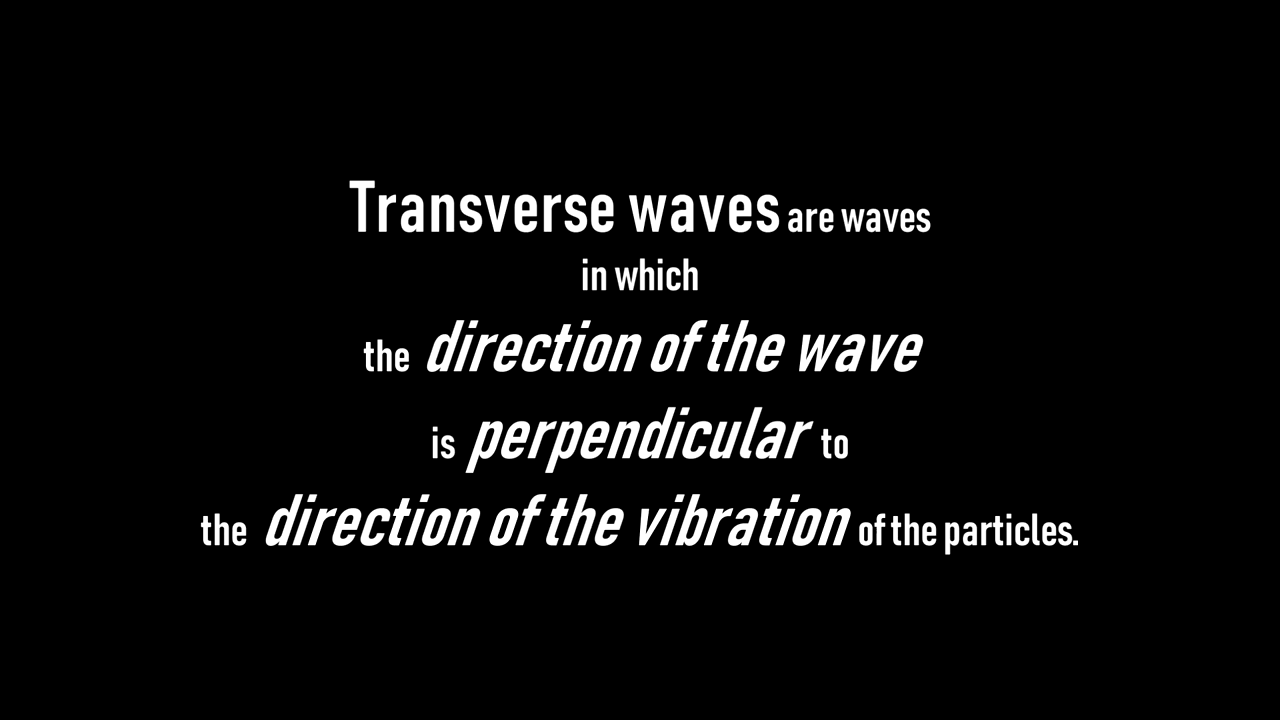 Transverse waves are waves
in which
the direction of the wave
is perpendicular to
the direction of the vibration of the particles.